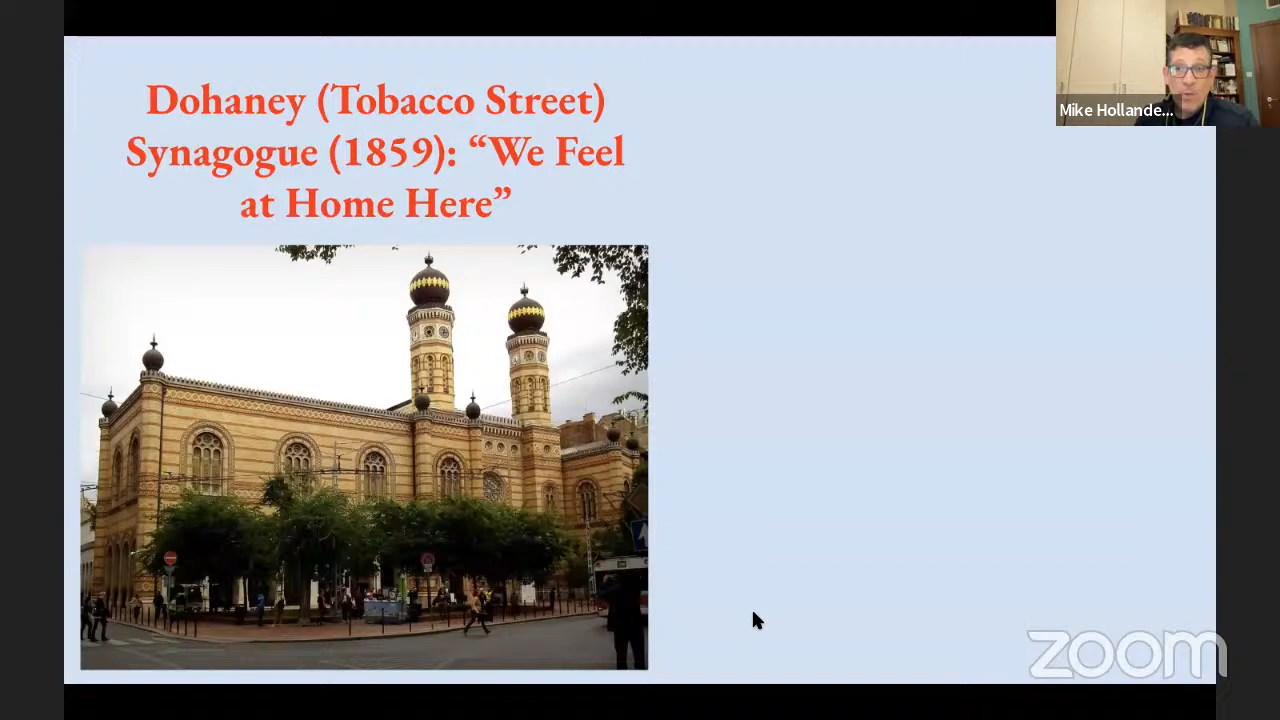 Dohaney (Tobacco Street)
Synagogue (1859): “We Feel
at Home Here”
Mike Hollande...
zoom